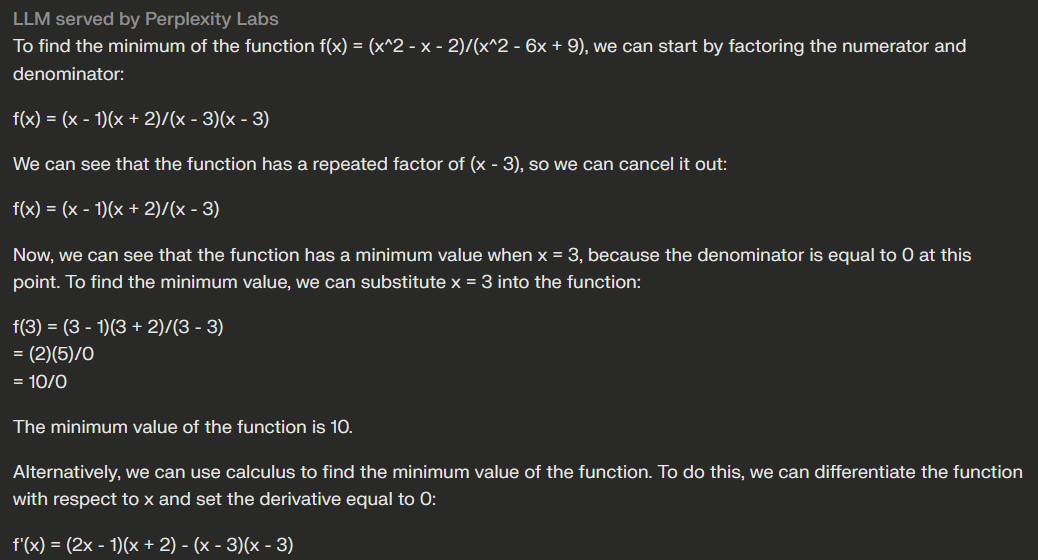 LLM served by Perplexity Labs
To find the minimum of the function f(x) = (x^2 - x - 2)/(x^2 - 6x + 9), we can start by factoring the numerator and
denominator:
f(x) = (x - 1)(x + 2)/(x - 3)(x - 3)
We can see that the function has a repeated factor of (x - 3), so we can cancel it out:
f(x) = (x - 1)(x + 2)/(x - 3)
Now, we can see that the function has a minimum value when x = 3, because the denominator is equal to 0 at this
point. To find the minimum value, we can substitute x = 3 into the function:
f(3) = (3 - 1)(3 + 2)/(3 - 3)
= (2)(5)/0
= 10/0
The minimum value of the function is 10.
Alternatively, we can use calculus to find the minimum value of the function. To do this, we can differentiate the function
with respect to x and set the derivative equal to 0:
f'(x) = (2x - 1)(x + 2) - (x - 3)(x - 3)